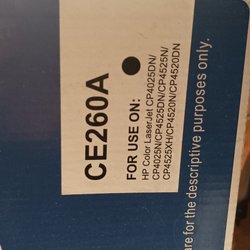 CE260A
FOR USE ON:
HP Color LaserJet CP4025DN/
CP4025N/CP4525DN/CP4525N/
CP4525XH/CP4520N/CP4520DN
are for the descriptive purposes only.